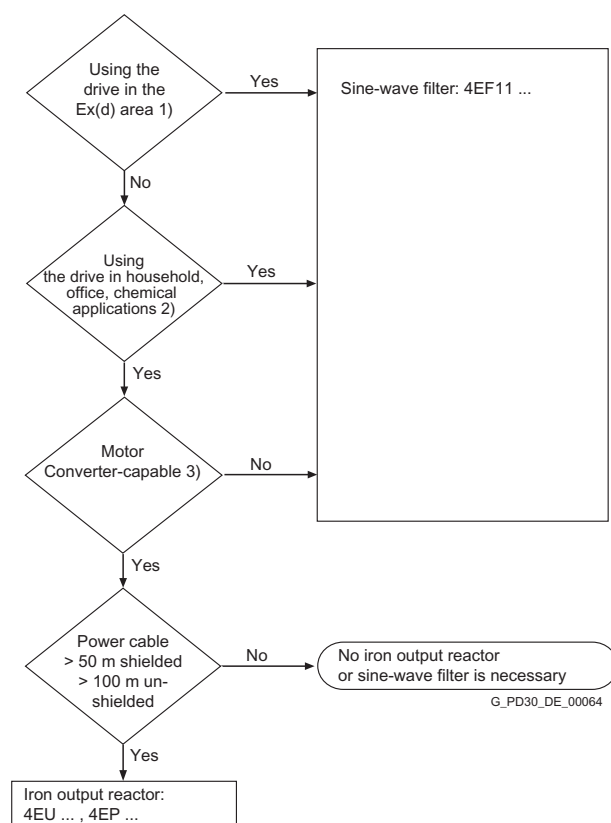 Using the
drive in the
Ex(d) area 1)
Yes
Sine-wave filter: 4EF11 ...
No
Using
the drive in household,
office, chemical
applications 2)
Yes
Yes
Motor
Converter-capable 3)
No
Yes
Power cable
> 50 m shielded
> 100 m un-
shielded
No
No iron output reactor
or sine-wave filter is necessary
G_PD30_DE_00064
Yes
Iron output reactor:
4EU ... , 4EP ...